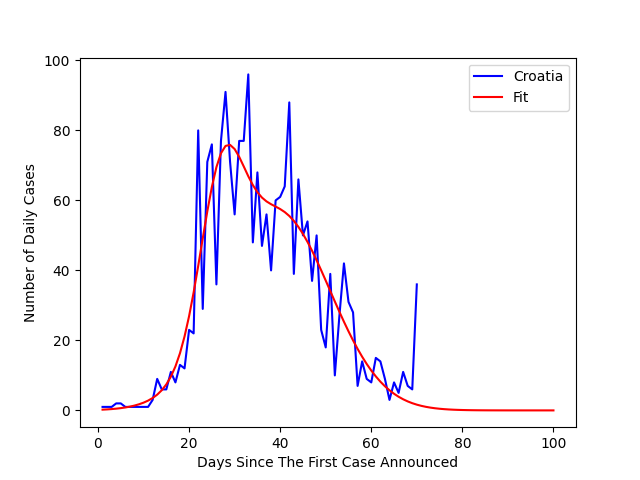 Croatia
Fit
100
80
60
40
20
0
Number of Daily Cases
0 20 40 60 80 100
Days Since The First Case Announced